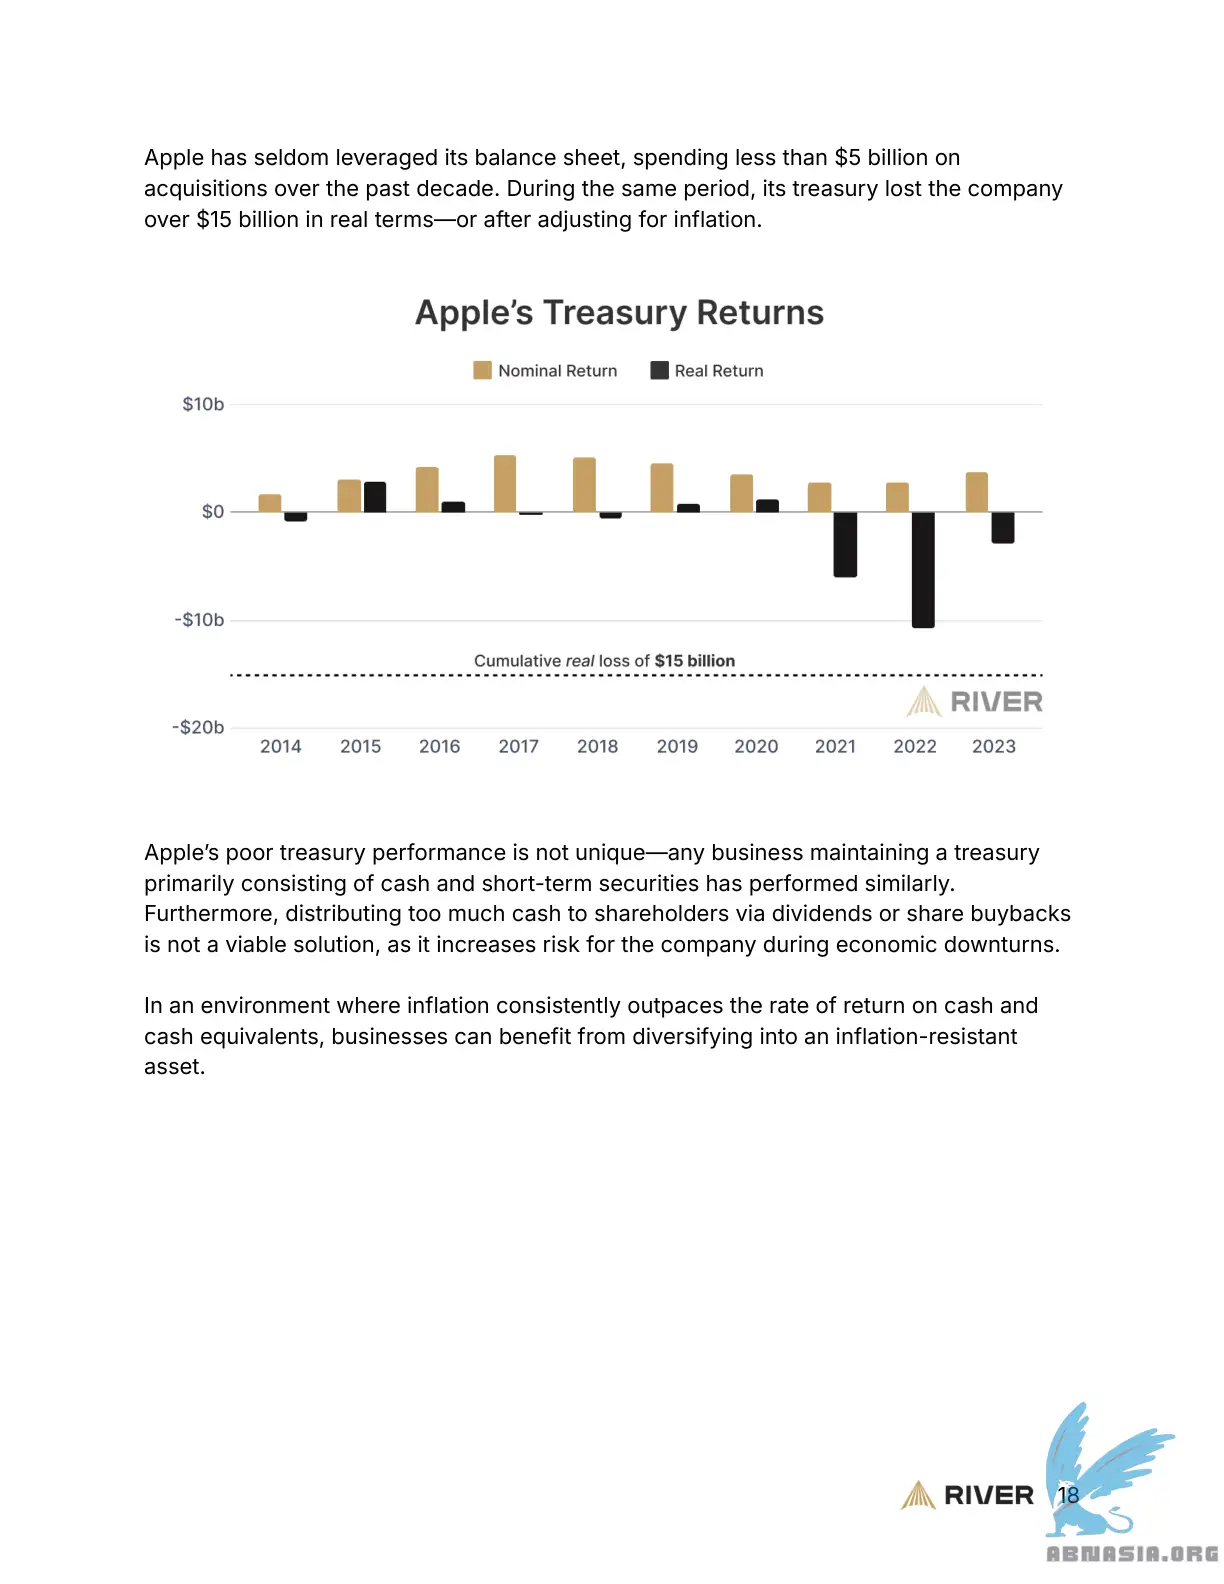 Apple has seldom leveraged its balance sheet, spending less than $5 billion on
acquisitions over the past decade. During the same period, its treasury lost the company
over $15 billion in real terms—or after adjusting for inflation.
Apple’s Treasury Returns
Nominal Return Real Return
$10b
$0
-$10b
Cumulative real loss of $15 billion
RIVER
-$20b
2014 2015 2016 2017 2018 2019 2020 2021 2022 2023
Apple’s poor treasury performance is not unique—any business maintaining a treasury
primarily consisting of cash and short-term securities has performed similarly.
Furthermore, distributing too much cash to shareholders via dividends or share buybacks
is not a viable solution, as it increases risk for the company during economic downturns.
In an environment where inflation consistently outpaces the rate of return on cash and
cash equivalents, businesses can benefit from diversifying into an inflation-resistant
asset.
RIVER 18
ABNASIA.ORG